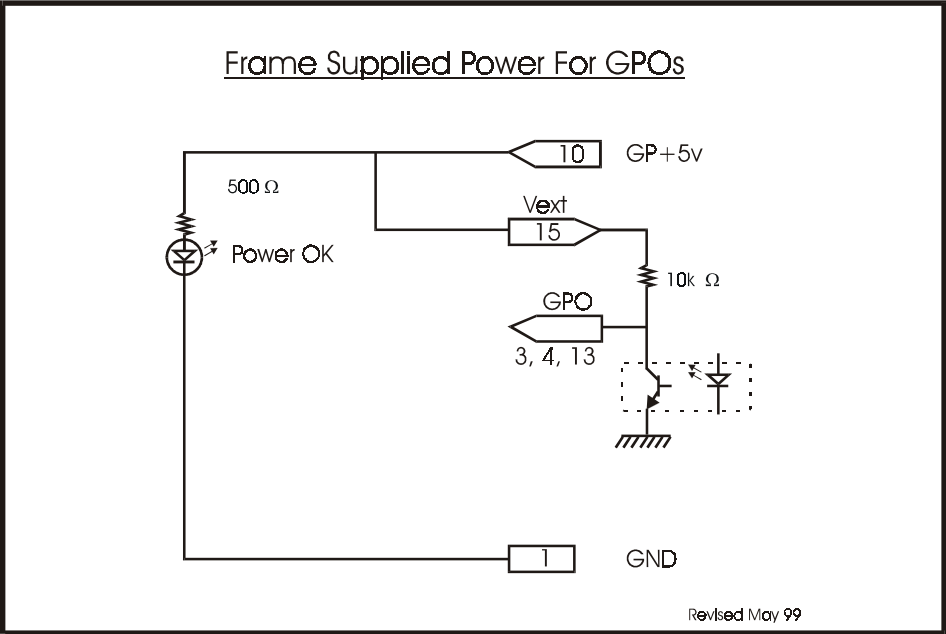 Frame Supplied Power For GPOs
10 GP+5v
500 Ω
Vext
15
Power OK
10k Ω
GPO
3, 4, 13
1 GND
Revised May 99